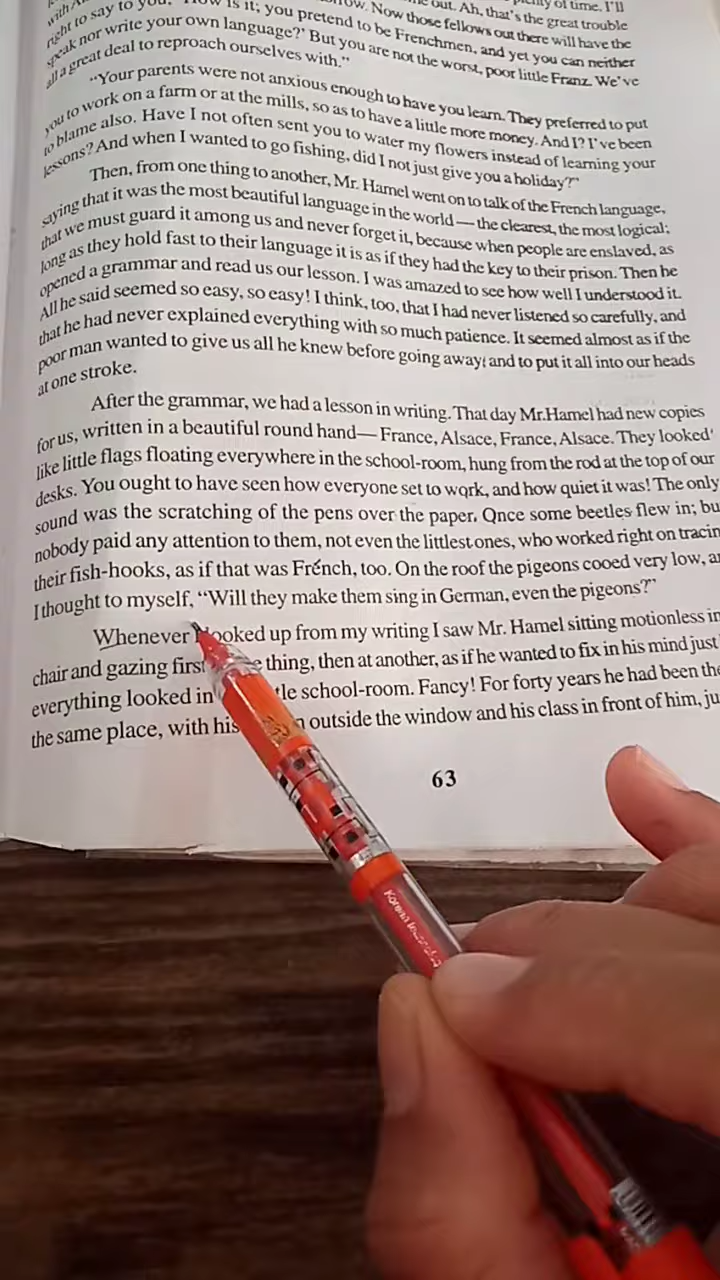 plenty of time. I'll
out. Ah, that's the great trouble
Now those fellows out there will have the
right to say to you, is it; you pretend to be Frenchmen, and yet you can neither
speak nor write your own language?' But you are not the worst, poor little Franz. We've
all a great deal to reproach ourselves with."
"Your parents were not anxious enough to have you learn. They preferred to put
you to work on a farm or at the mills, so as to have a little more money. And I? I've been
to blame also. Have I not often sent you to water my flowers instead of learning your
lessons? And when I wanted to go fishing, did I not just give you a holiday?"
Then, from one thing to another, Mr. Hamel went on to talk of the French language,
saying that it was the most beautiful language in the world — the clearest, the most logical;
that we must guard it among us and never forget it, because when people are enslaved, as
long as they hold fast to their language it is as if they had the key to their prison. Then he
opened a grammar and read us our lesson. I was amazed to see how well I understood it.
All he said seemed so easy, so easy! I think, too, that I had never listened so carefully, and
that he had never explained everything with so much patience. It seemed almost as if the
poor man wanted to give us all he knew before going away; and to put it all into our heads
at one stroke.
After the grammar, we had a lesson in writing. That day Mr.Hamel had new copies
for us, written in a beautiful round hand— France, Alsace, France, Alsace. They looked
like little flags floating everywhere in the school-room, hung from the rod at the top of our
desks. You ought to have seen how everyone set to work, and how quiet it was! The only
sound was the scratching of the pens over the paper. Once some beetles flew in; bu
nobody paid any attention to them, not even the littlest ones, who worked right on tracin
their fish-hooks, as if that was French, too. On the roof the pigeons cooed very low, a
I thought to myself, "Will they make them sing in German, even the pigeons?"
Whenever looked up from my writing I saw Mr. Hamel sitting motionless in
chair and gazing first thing, then at another, as if he wanted to fix in his mind just
everything looked in tle school-room. Fancy! For forty years he had been the
the same place, with his outside the window and his class in front of him, ju
63